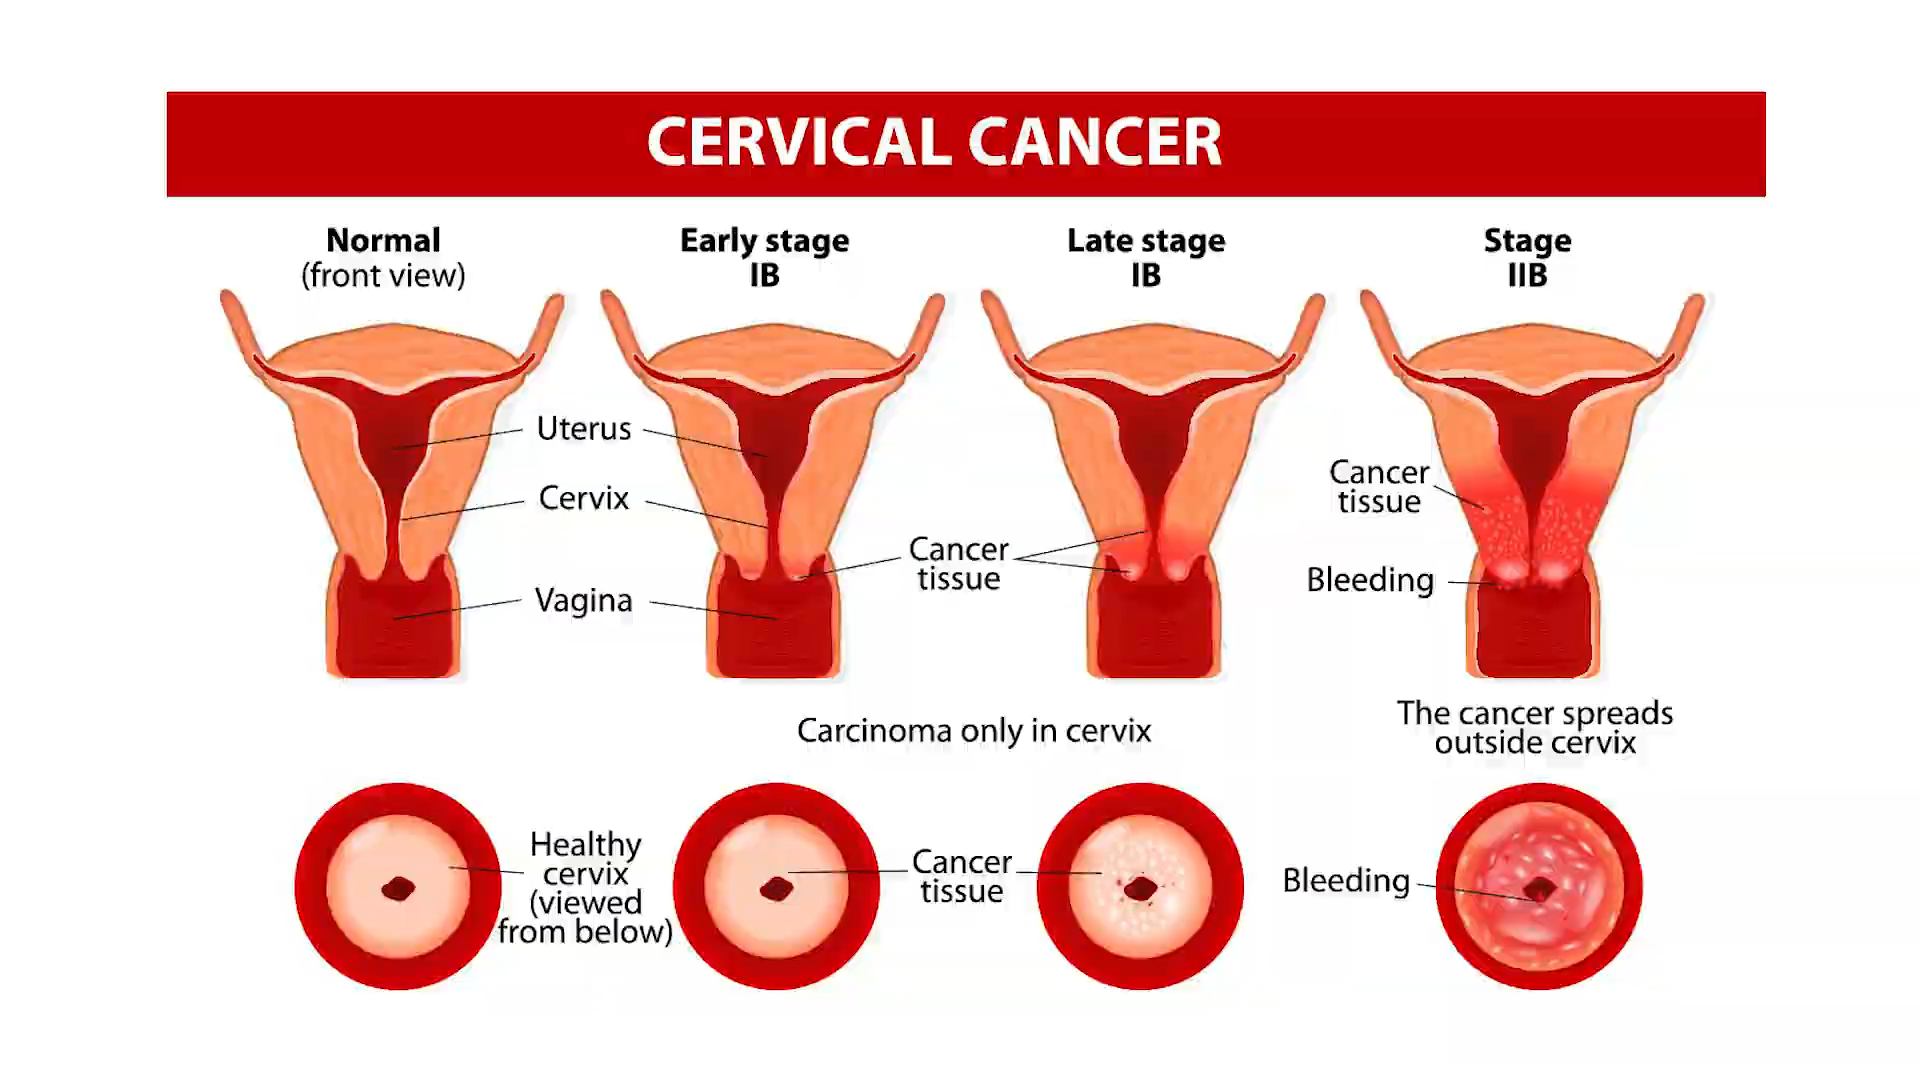 CERVICAL CANCER
Normal
(front view)
Early stage
IB
Late stage
IB
Stage
IIB
Uterus
Cervix
Vagina
Cancer
tissue
Cancer
tissue
Bleeding
Carcinoma only in cervix
The cancer spreads
outside cervix
Healthy
cervix
(viewed
from below)
Cancer
tissue
Bleeding